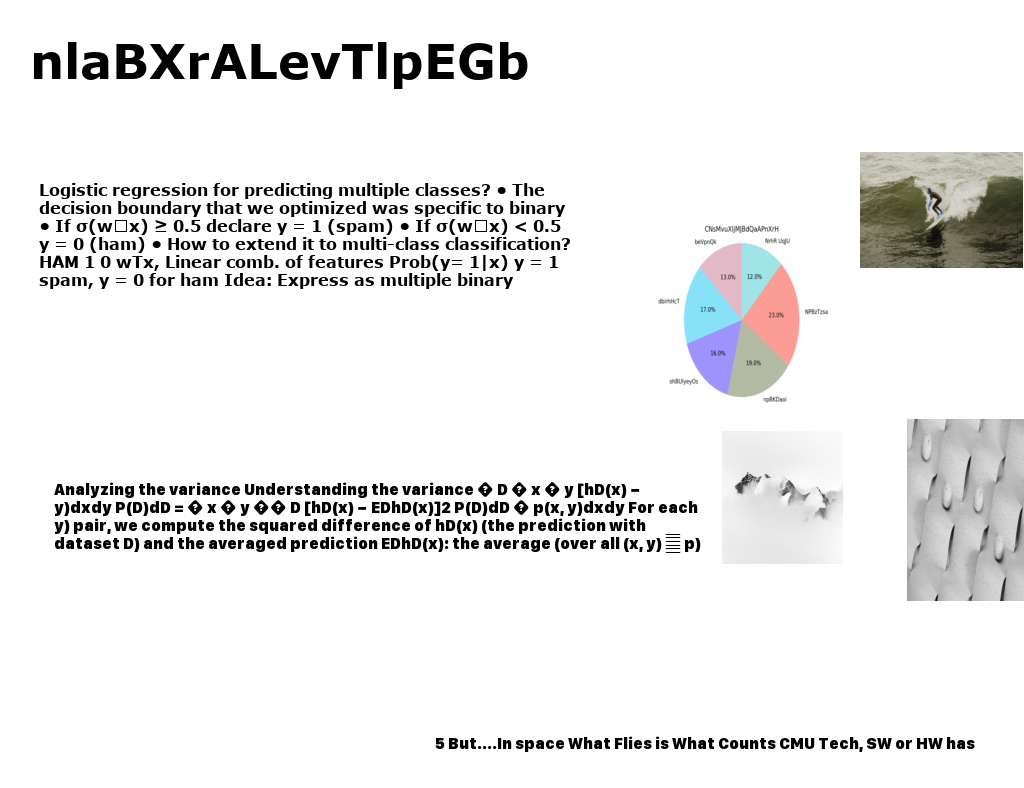 nlaBXrALevTlpEGb
Logistic regression for predicting multiple classes? • The
decision boundary that we optimized was specific to binary
• If σ(w□x) ≥ 0.5 declare y = 1 (spam) • If σ(w□x) < 0.5
y = 0 (ham) • How to extend it to multi-class classification?
HAM 1 0 wTx, Linear comb. of features Prob(y= 1|x) y = 1
spam, y = 0 for ham Idea: Express as multiple binary
CNsMvuXIjMJBdQaAPnXrH
beVpnQk
NrhR UqJU
13.0%
12.0%
dbirhHcT
17.0%
23.0%
NPBzTzsa
16.0%
19.0%
ohBUlyeyOs
npBKDaoi
Analyzing the variance Understanding the variance � D � x � y [hD(x) −
y)dxdy P(D)dD = � x � y �� D [hD(x) − EDhD(x)]2 P(D)dD � p(x, y)dxdy For each
y) pair, we compute the squared difference of hD(x) (the prediction with
dataset D) and the averaged prediction EDhD(x): the average (over all (x, y) p)
5 But....In space What Flies is What Counts CMU Tech, SW or HW has